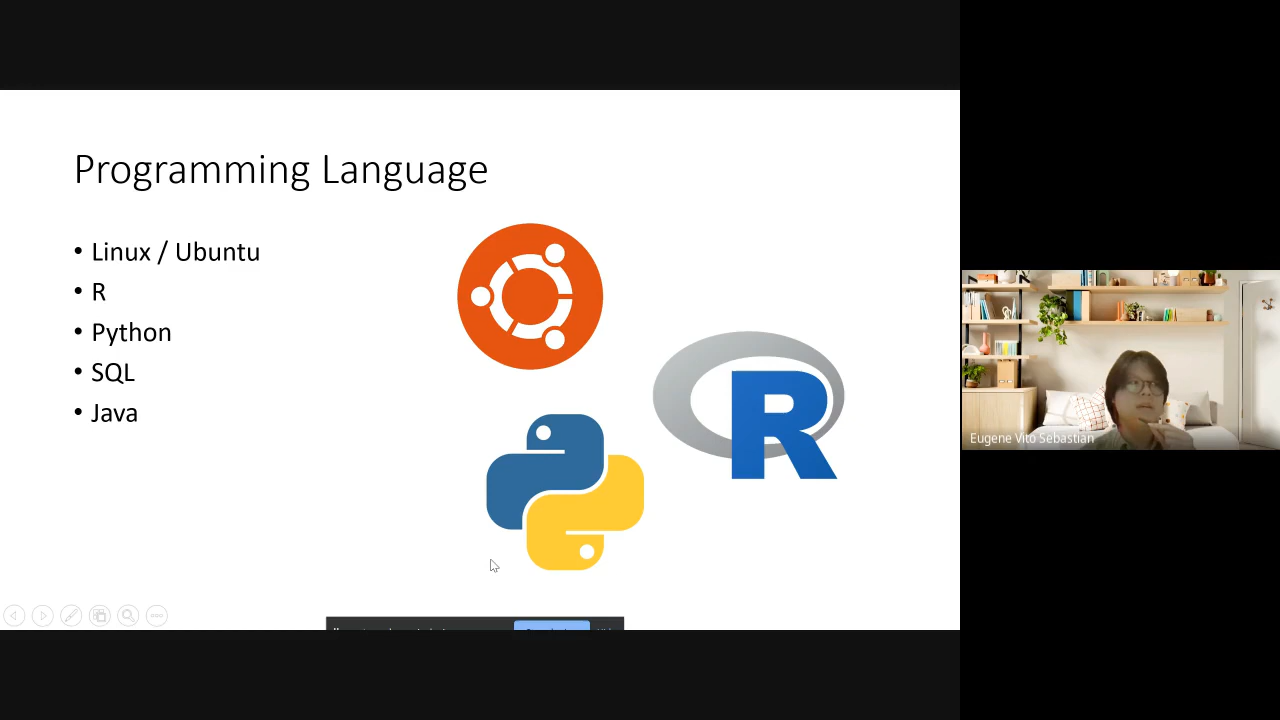 Programming Language
• Linux / Ubuntu
• R
• Python
• SQL
• Java
R
Eugene Vito Sebastian